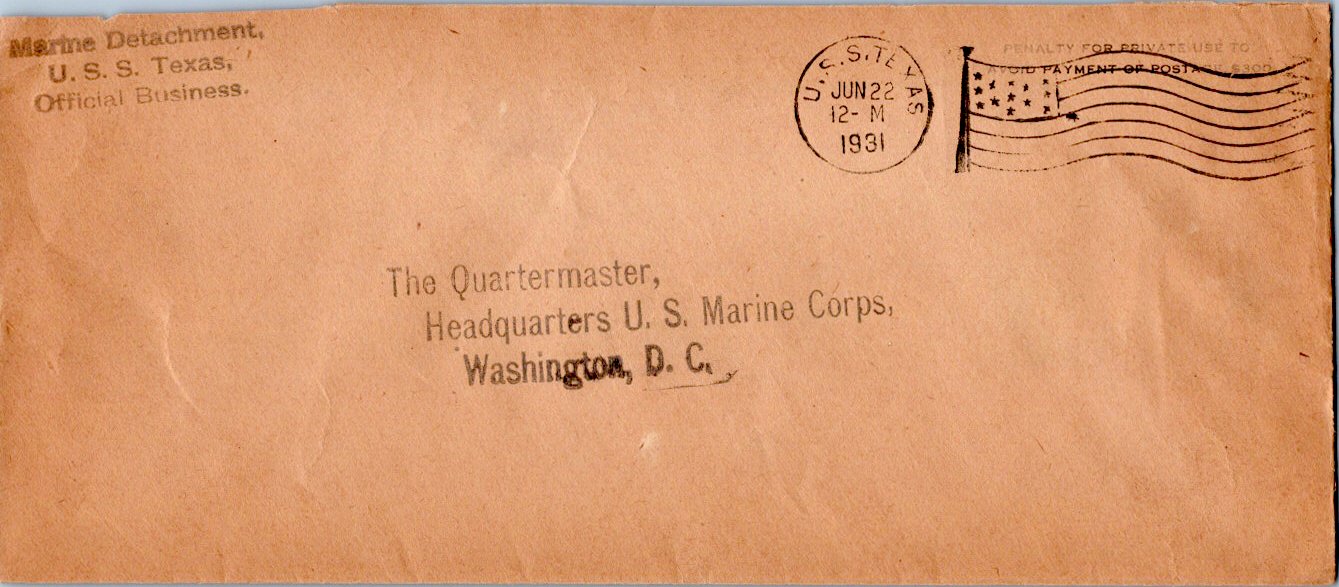 Marine Detachment,
U. S. S. Texas,
Official Business.
U.S.S. TEXAS
JUN 22
12- M
1931
PENALTY FOR PRIVATE USE TO
AVOID PAYMENT OF POSTAGE, $300
The Quartermaster,
Headquarters U. S. Marine Corps,
Washington, D. C.